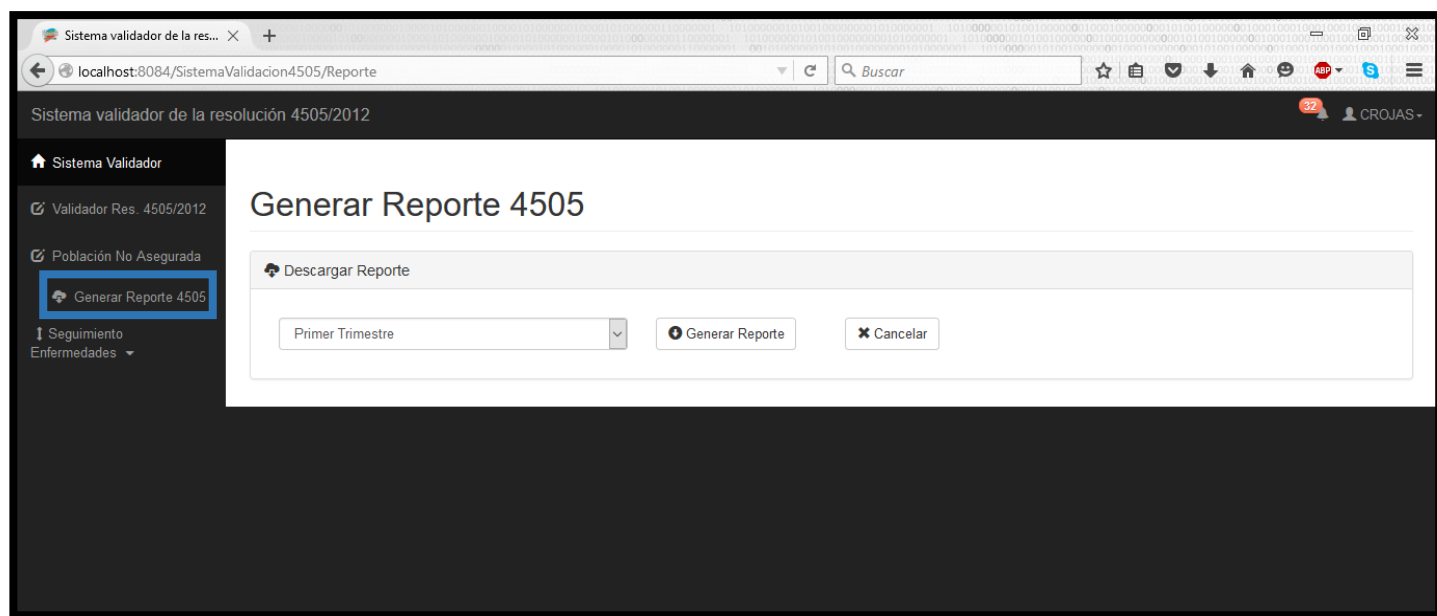 Sistema validador de la res...
localhost:8084/SistemaValidacion4505/Reporte
Buscar
ABP
Sistema validador de la resolución 4505/2012
32
CROJAS
Sistema Validador
Validador Res. 4505/2012
Población No Asegurada
Generar Reporte 4505
Seguimiento
Enfermedades
Generar Reporte 4505
Descargar Reporte
Primer Trimestre
Generar Reporte
Cancelar